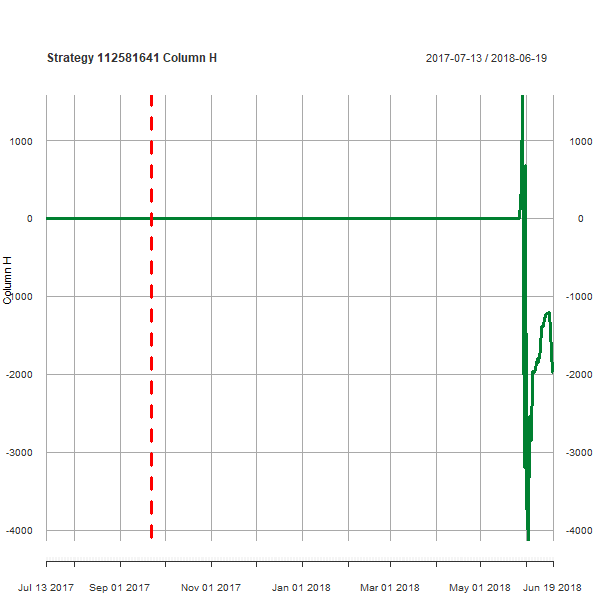 Strategy 112581641 Column H
2017-07-13 / 2018-06-19
1000 1000
0 0
Column H
-1000 -1000
-2000 -2000
-3000 -3000
-4000 -4000
Jul 13 2017 Sep 01 2017 Nov 01 2017 Jan 01 2018 Mar 01 2018 May 01 2018 Jun 19 2018